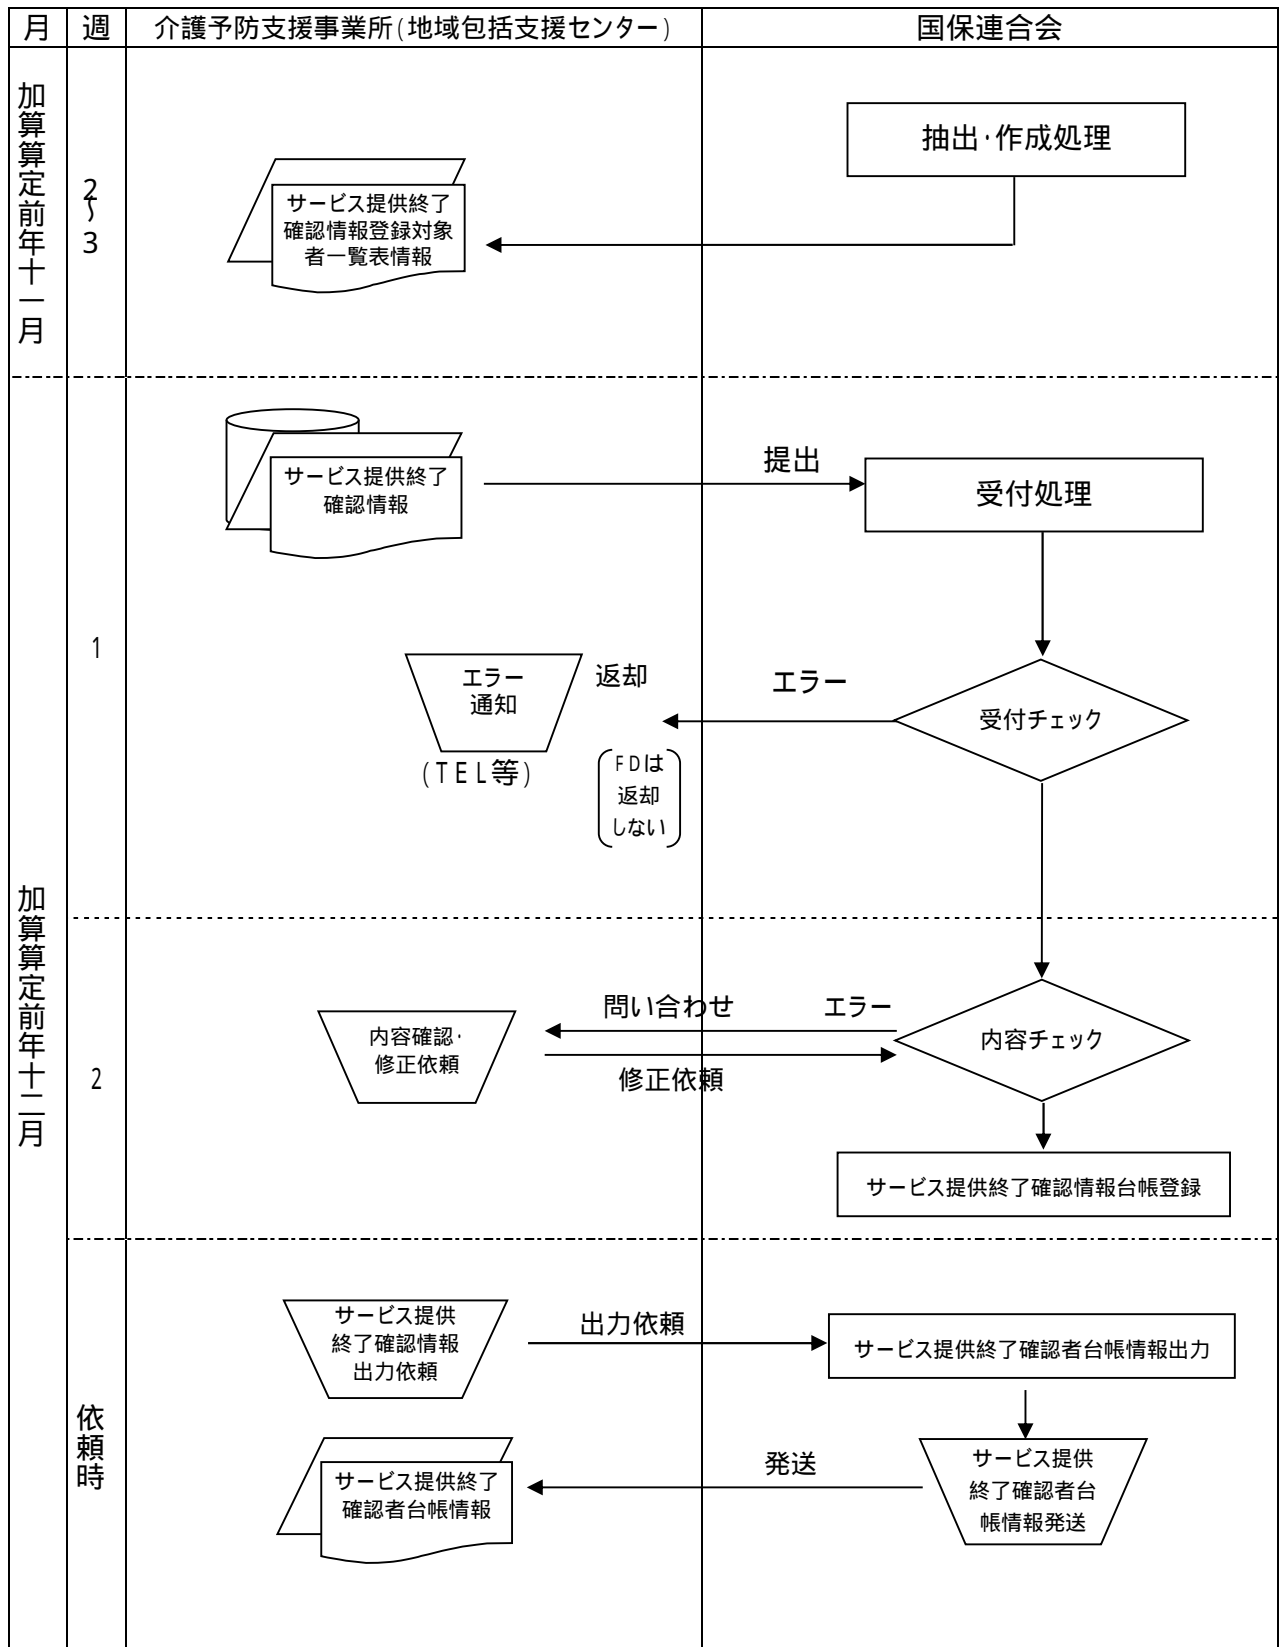 月
週
介護予防支援事業所(地域包括支援センター)
国保連合会
加算算定前年十一月
2~3
抽出・作成処理
サービス提供終了
確認情報登録対象
者一覧表情報
加算算定前年十二月
1
サービス提供終了
確認情報
提出
受付処理
エラー
通知
(TEL等)
返却
FDは
返却
しない
エラー
受付チェック
2
内容確認・
修正依頼
問い合わせ
エラー
修正依頼
内容チェック
サービス提供終了確認情報台帳登録
依頼時
サービス提供
終了確認情報
出力依頼
出力依頼
サービス提供終了確認者台帳情報出力
サービス提供終了
確認者台帳情報
発送
サービス提供
終了確認者台
帳情報発送